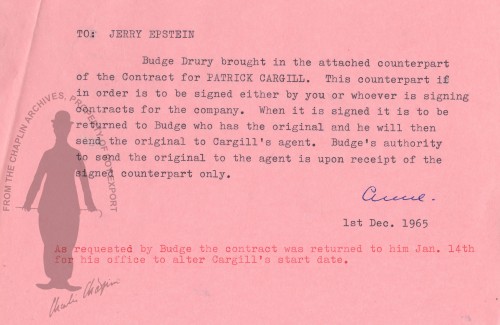 TO: JERRY EPSTEIN
Budge Drury brought in the attached counterpart
of the Contract for PATRICK CARGILL. This counterpart if
in order is to be signed either by you or whoever is signing
contracts for the company. When it is signed it is to be
returned to Budge who has the original and he will then
send the original to Cargill's agent. Budge's authority
to send the original to the agent is upon receipt of the
signed counterpart only.
1st Dec. 1965
As requested by Budge the contract was returned to him Jan. 14th
for his office to alter Cargill's start date.
FROM THE CHAPLIN ARCHIVES, PROPERTY OF ROY EXPORT
Charlie Chaplin